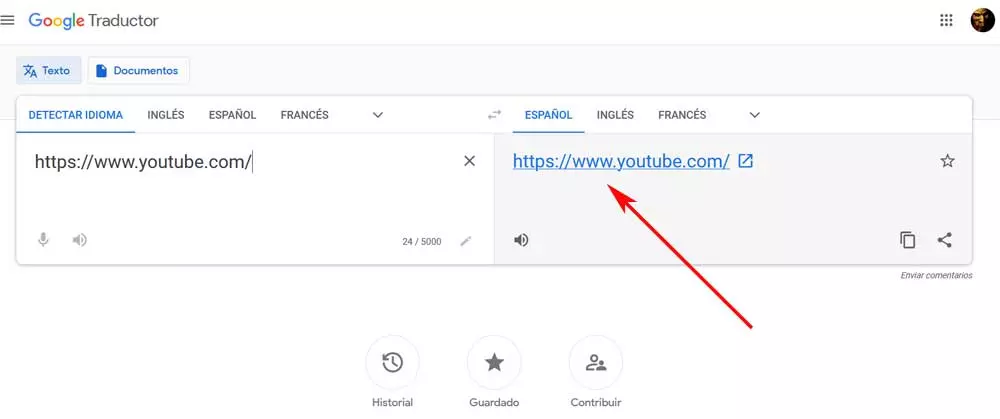 Google Traductor
Texto
Documentos
DETECTAR IDIOMA INGLÉS ESPAÑOL FRANCÉS
ESPAÑOL INGLÉS FRANCÉS
https://www.youtube.com/
https://www.youtube.com/
24 / 5000
Enviar comentarios
Historial
Guardado
Contribuir